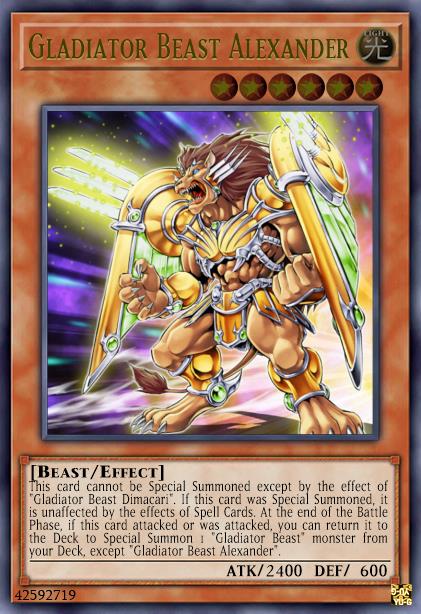 GLADIATOR BEAST ALEXANDER
LIGHT
光
[BEAST/EFFECT]
This card cannot be Special Summoned except by the effect of
"Gladiator Beast Dimacari". If this card was Special Summoned, it
is unaffected by the effects of Spell Cards. At the end of the Battle
Phase, if this card attacked or was attacked, you can return it to
the Deck to Special Summon 1 "Gladiator Beast" monster from
your Deck, except "Gladiator Beast Alexander".
ATK/2400 DEF/ 600
42592719